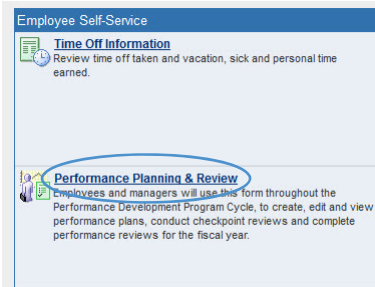 Employee Self-Service
Time Off Information
Review time off taken and vacation, sick and personal time
earned.
Performance Planning & Review
Employees and managers will use this form throughout the
Performance Development Program Cycle, to create, edit and view
performance plans, conduct checkpoint reviews and complete
performance reviews for the fiscal year.